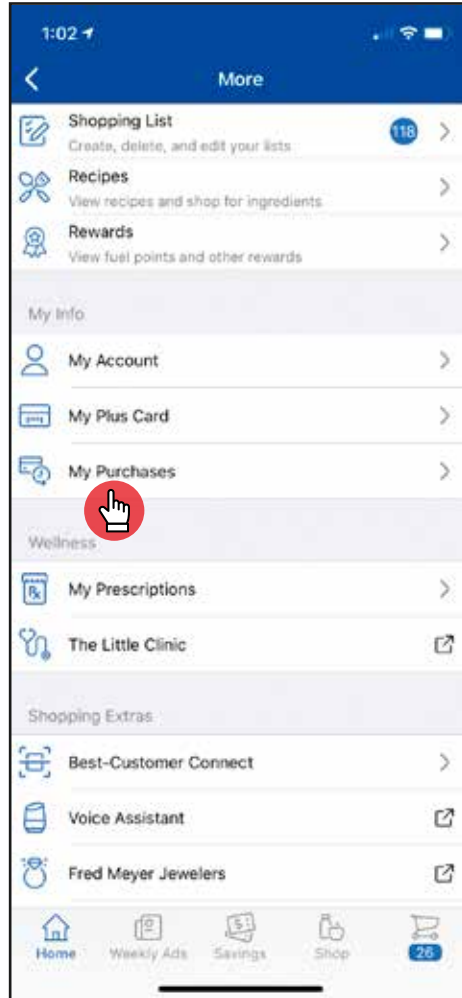 1:02
More
Shopping List
Create, delete, and edit your lists
118
Recipes
View recipes and shop for ingredients
Rewards
View fuel points and other rewards
My Info
My Account
My Plus Card
My Purchases
Wellness
Rx
My Prescriptions
The Little Clinic
Shopping Extras
Best-Customer Connect
Voice Assistant
Fred Meyer Jewelers
Home
Weekly Ads
Savings
Shop
26